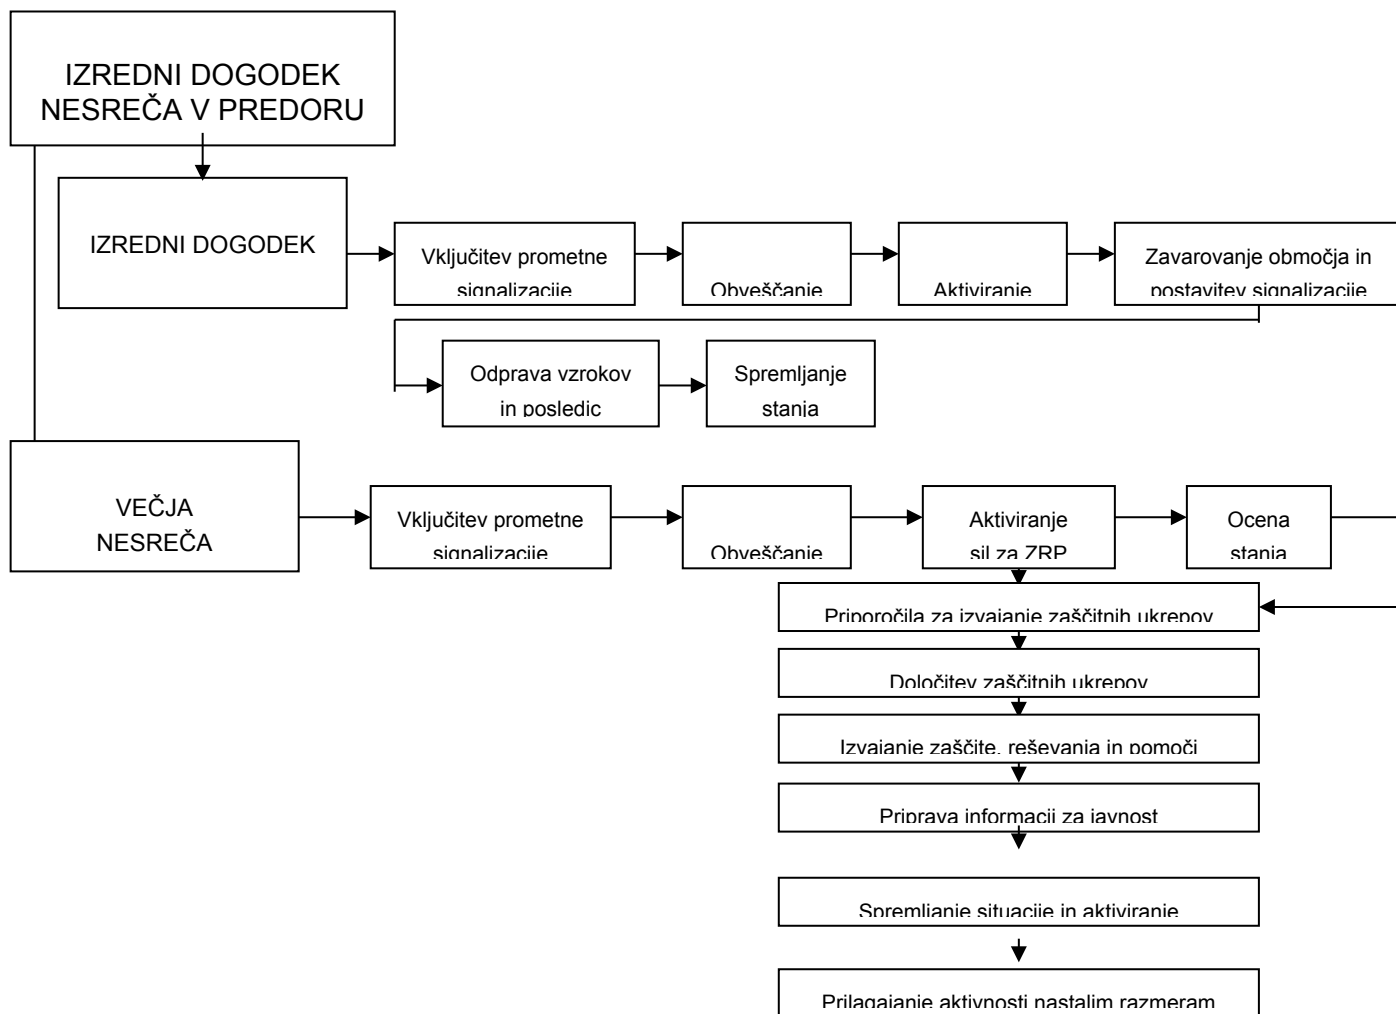 IZREDNI DOGODEK
NESREČA V PREDORU
IZREDNI DOGODEK
Vključitev prometne
signalizacije
Obveščanje
Aktiviranje
Zavarovanje območja in
postavitev signalizacije
Odprava vzrokov
in posledic
Spremljanje
stanja
VEČJA
NESREČA
Vključitev prometne
signalizacije
Obveščanje
Aktiviranje
sil za ZRP
Ocena
stanja
Priporočila za izvajanje zaščitnih ukrepov
Določitev zaščitnih ukrepov
Izvajanje zaščite, reševanja in pomoči
Priprava informacij za javnost
Spremljanje situacije in aktiviranje
Prilagajanje aktivnosti nastalim razmeram